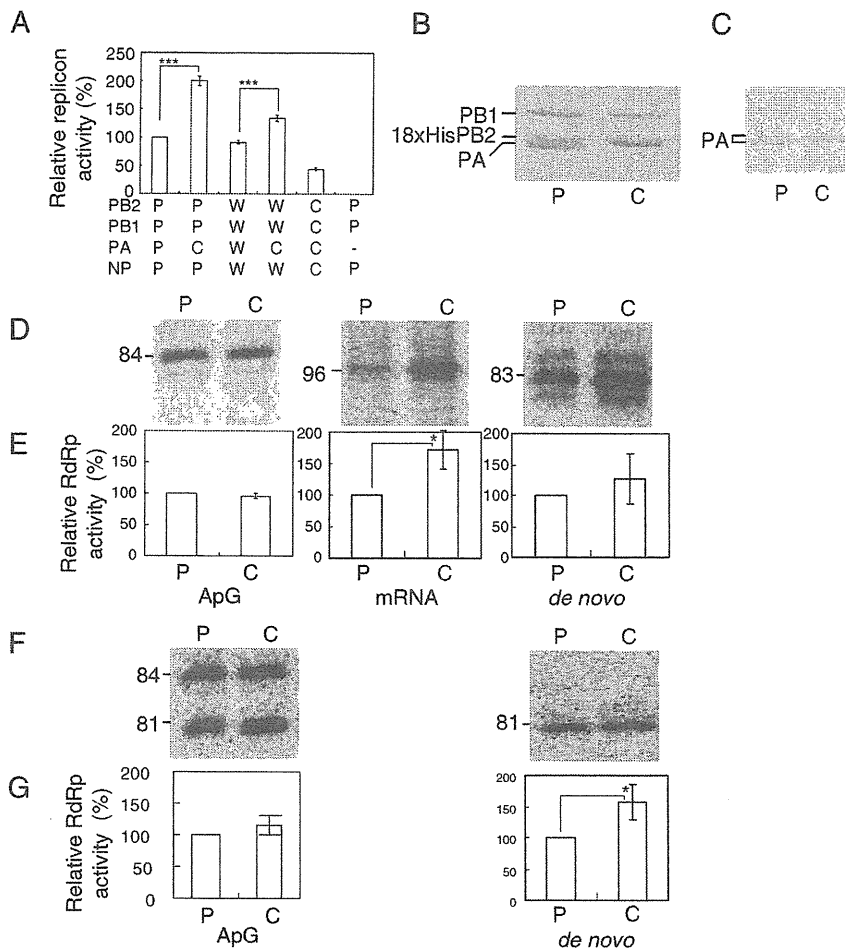 A
Relative replicon
activity (%)
250
200
150
100
50
0
***
***
PB2 P P W W C P
PB1 P P W W C P
PA P C W C C -
NP P P W W C P
B
PB1
18xHisPB2
PA
P C
C
PA
P C
D
P C
84
P C
96
P C
83
E
Relative RdRp
activity (%)
200
150
100
50
0
P C
ApG
200
150
100
50
0
*
P C
mRNA
200
150
100
50
0
P C
de novo
F
P C
84
81
P C
81
G
Relative RdRp
activity (%)
200
150
100
50
0
P C
ApG
200
150
100
50
0
*
P C
de novo